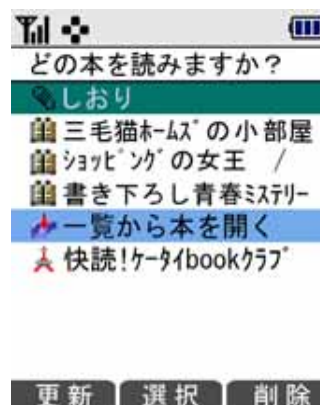 どの本を読みますか？
しおり
三毛猫ﾎｰﾑｽﾞの小部屋
ｼｮｯﾋﾟﾝｸﾞの女王 /
書き下ろし青春ﾐｽﾃﾘｰ
一覧から本を開く
快読!ｹｰﾀｲbookｸﾗﾌﾞ
更新 選択 削除